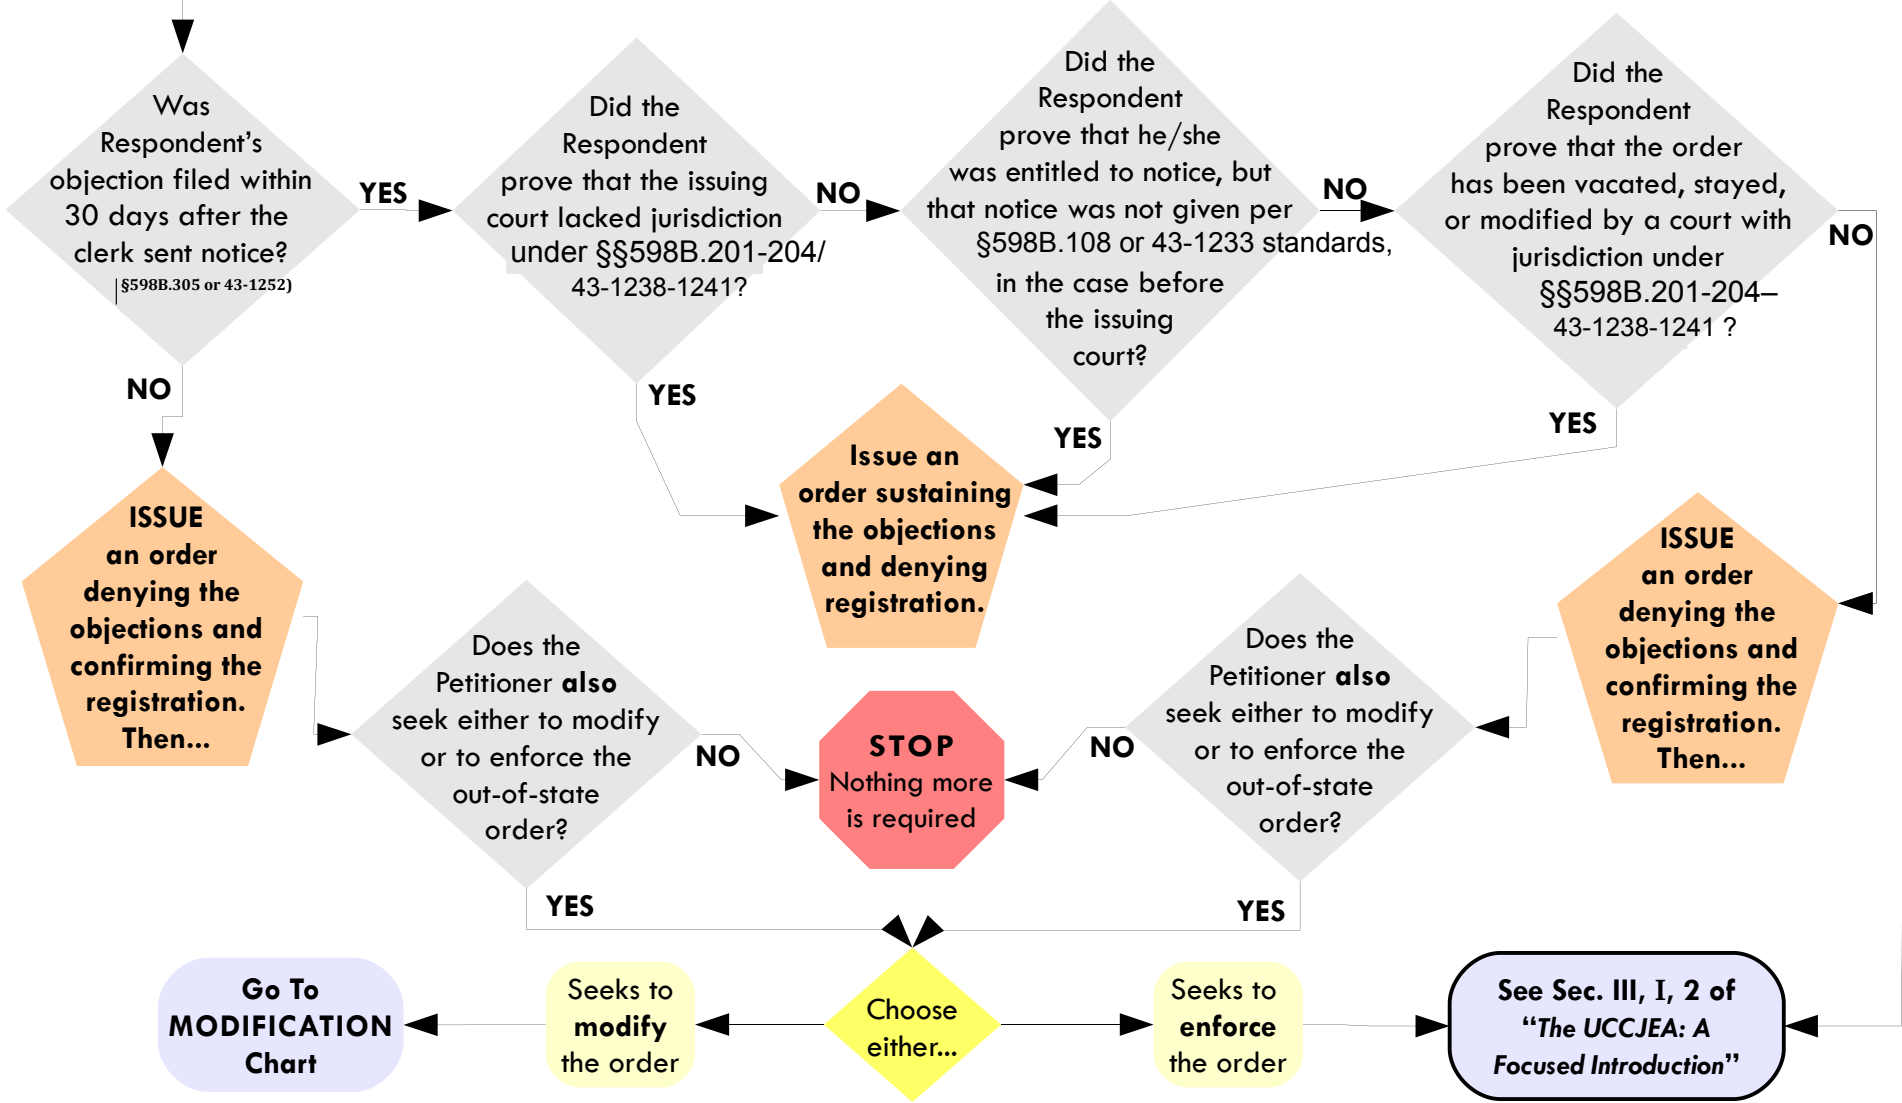 Was
Respondent’s
objection filed within
30 days after the
clerk sent notice?
§598B.305 or 43-1252)
YES
NO
Did the
Respondent
prove that the issuing
court lacked jurisdiction
under §§598B.201-204/
43-1238-1241?
NO
YES
Did the
Respondent
prove that he/she
was entitled to notice, but
that notice was not given per
§598B.108 or 43-1233 standards,
in the case before
the issuing
court?
NO
YES
Did the
Respondent
prove that the order
has been vacated, stayed,
or modified by a court with
jurisdiction under
§§598B.201-204–
43-1238-1241 ?
NO
YES
ISSUE
an order
denying the
objections and
confirming the
registration.
Then...
Issue an
order sustaining
the objections
and denying
registration.
ISSUE
an order
denying the
objections and
confirming the
registration.
Then...
Does the
Petitioner also
seek either to modify
or to enforce the
out-of-state
order?
NO
YES
STOP
Nothing more
is required
Does the
Petitioner also
seek either to modify
or to enforce the
out-of-state
order?
NO
YES
Go To
MODIFICATION
Chart
Seeks to
modify
the order
Choose
either...
Seeks to
enforce
the order
See Sec. III, I, 2 of
“The UCCJEA: A
Focused Introduction”